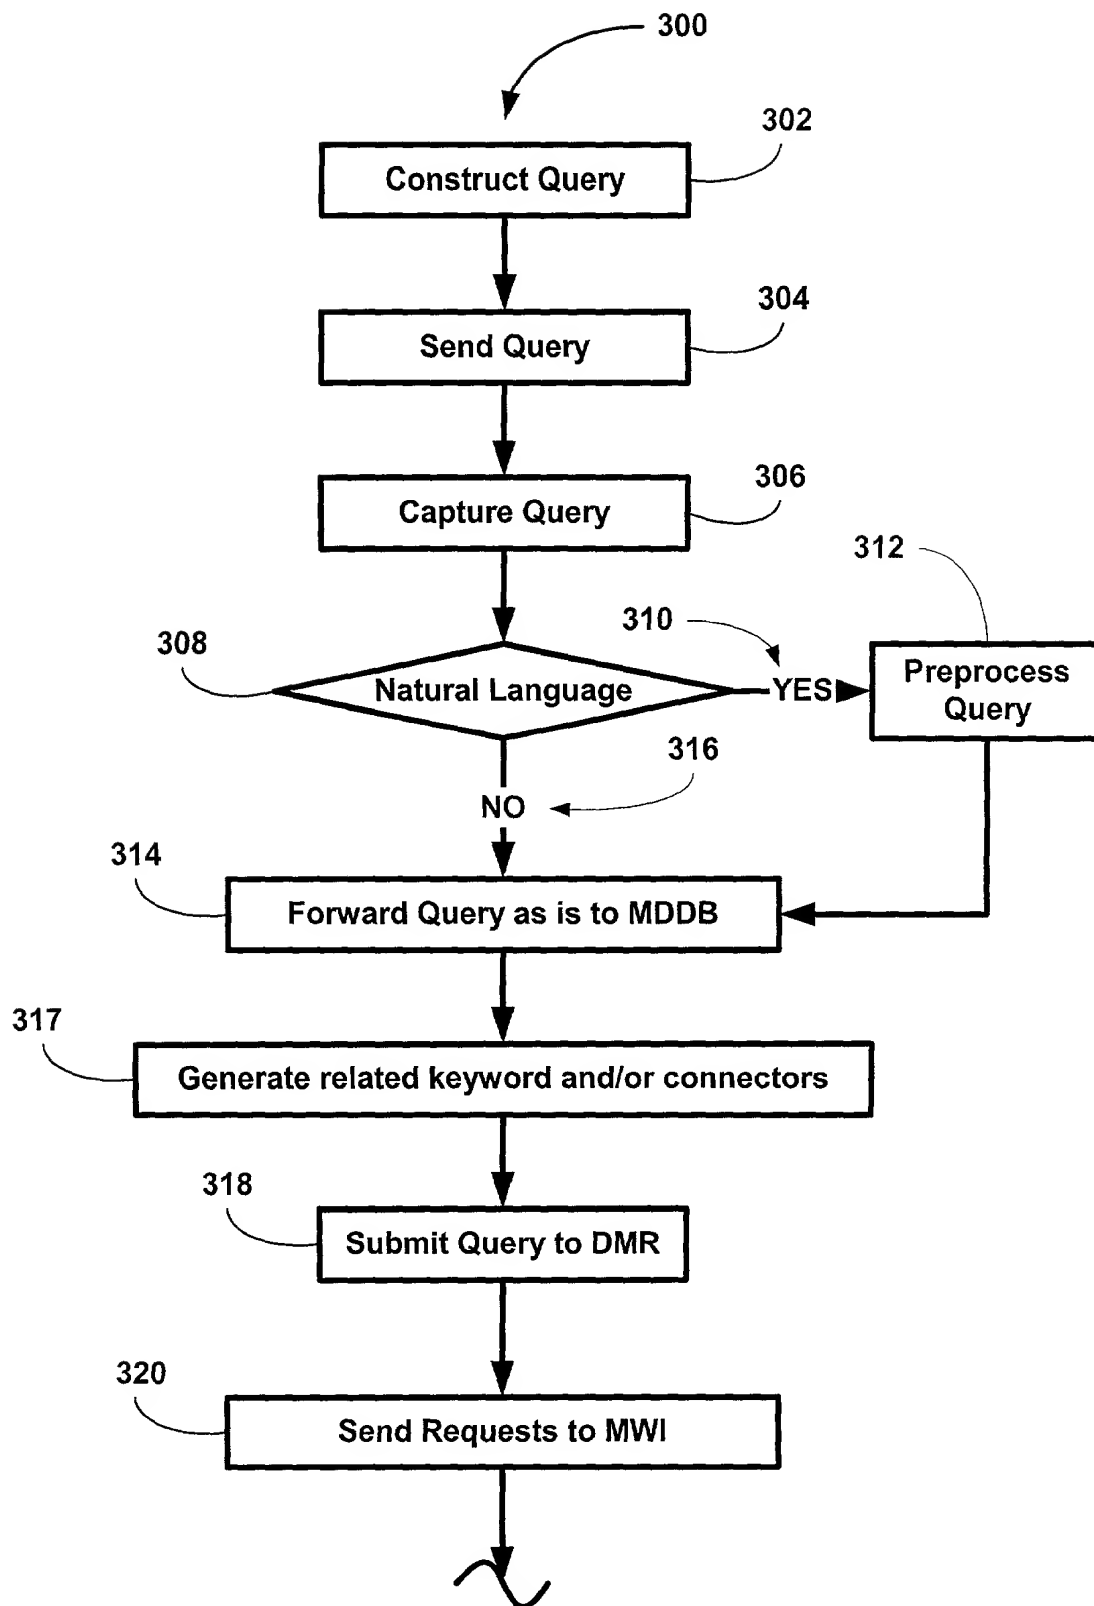 300
302
Construct Query
304
Send Query
306
Capture Query
312
310
308
Natural Language
YES
Preprocess
Query
316
NO
314
Forward Query as is to MDDB
317
Generate related keyword and/or connectors
318
Submit Query to DMR
320
Send Requests to MWI